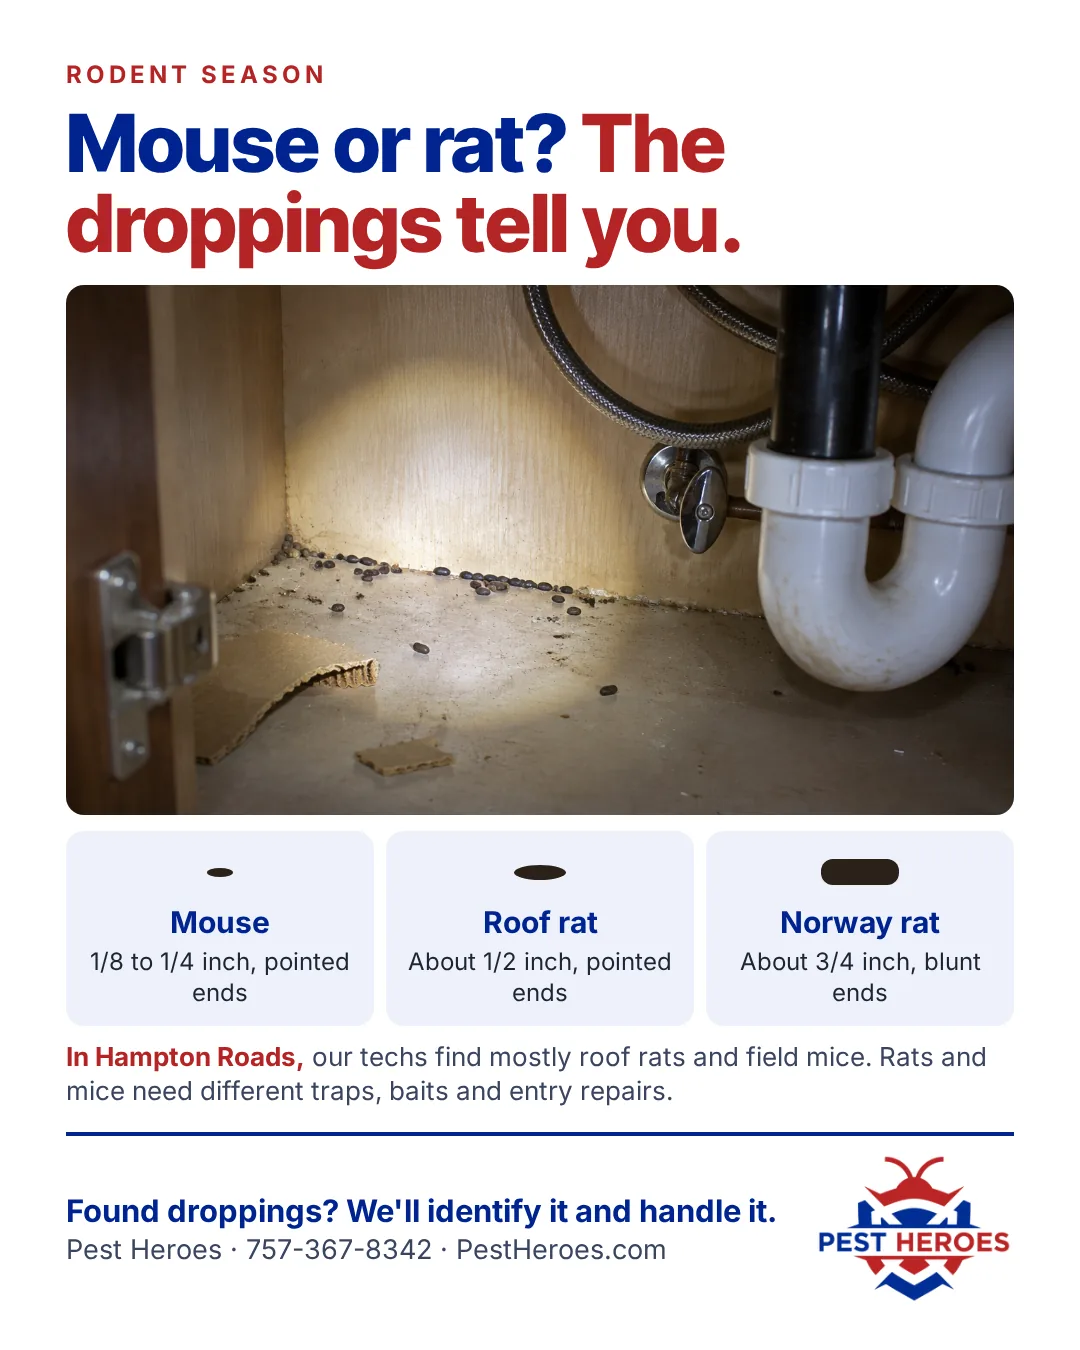 RODENT SEASON
Mouse or rat? The
droppings tell you.
Mouse
1/8 to 1/4 inch, pointed
ends
Roof rat
About 1/2 inch, pointed
ends
Norway rat
About 3/4 inch, blunt
ends
In Hampton Roads, our techs find mostly roof rats and field mice. Rats and
mice need different traps, baits and entry repairs.
Found droppings? We'll identify it and handle it.
Pest Heroes · 757-367-8342 · PestHeroes.com
PEST HEROES